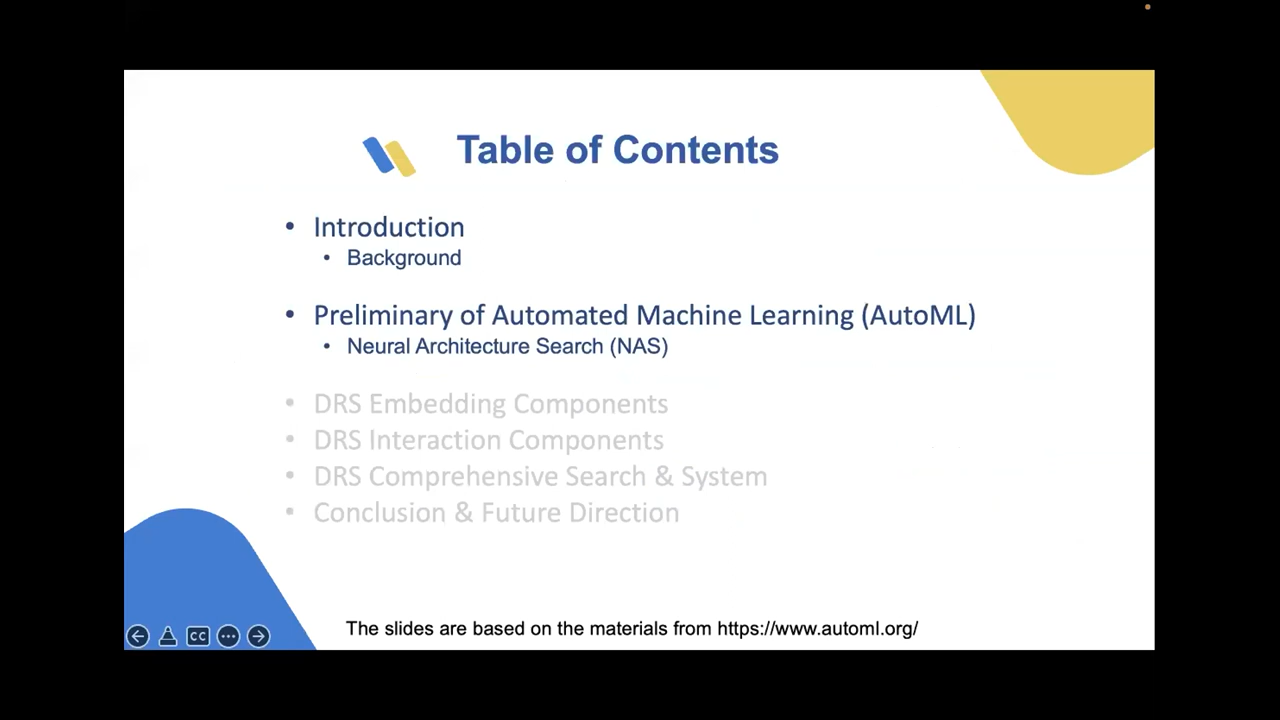 Table of Contents
• Introduction
• Background
• Preliminary of Automated Machine Learning (AutoML)
• Neural Architecture Search (NAS)
• DRS Embedding Components
• DRS Interaction Components
• DRS Comprehensive Search & System
• Conclusion & Future Direction
CC
The slides are based on the materials from https://www.automl.org/